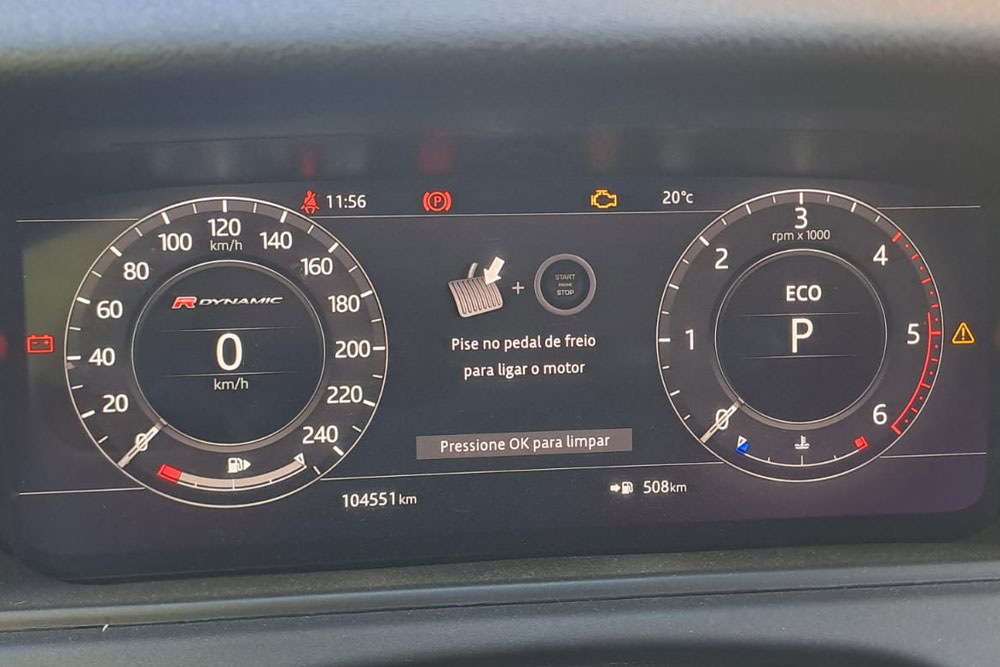 11:56
20°c
120
km/h
100
140
80
160
60
180
40
200
20
220
0
240
R DYNAMIC
0
km/h
START
STOP
+
Pise no pedal de freio
para ligar o motor
Pressione OK para limpar
3
rpm x 1000
2
4
1
5
0
6
ECO
P
104551 km
508km